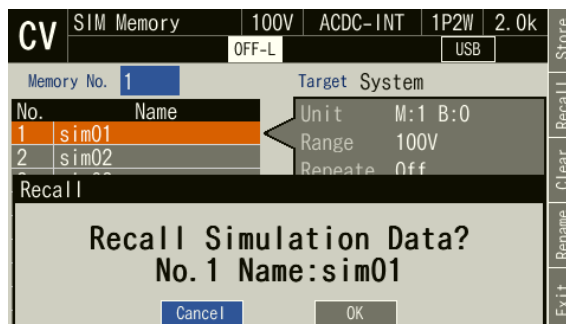 CV SIM Memory 100V ACDC-INT 1P2W 2.0k
OFF-L USB
Memory No. 1 Target System
No. Name
1 sim01
2 sim02
Unit M:1 B:0
Range 100V
Repeate Off
Recall
Recall Simulation Data?
No.1 Name:sim01
Cancel OK
Store
Recall
Clear
Rename
Exit